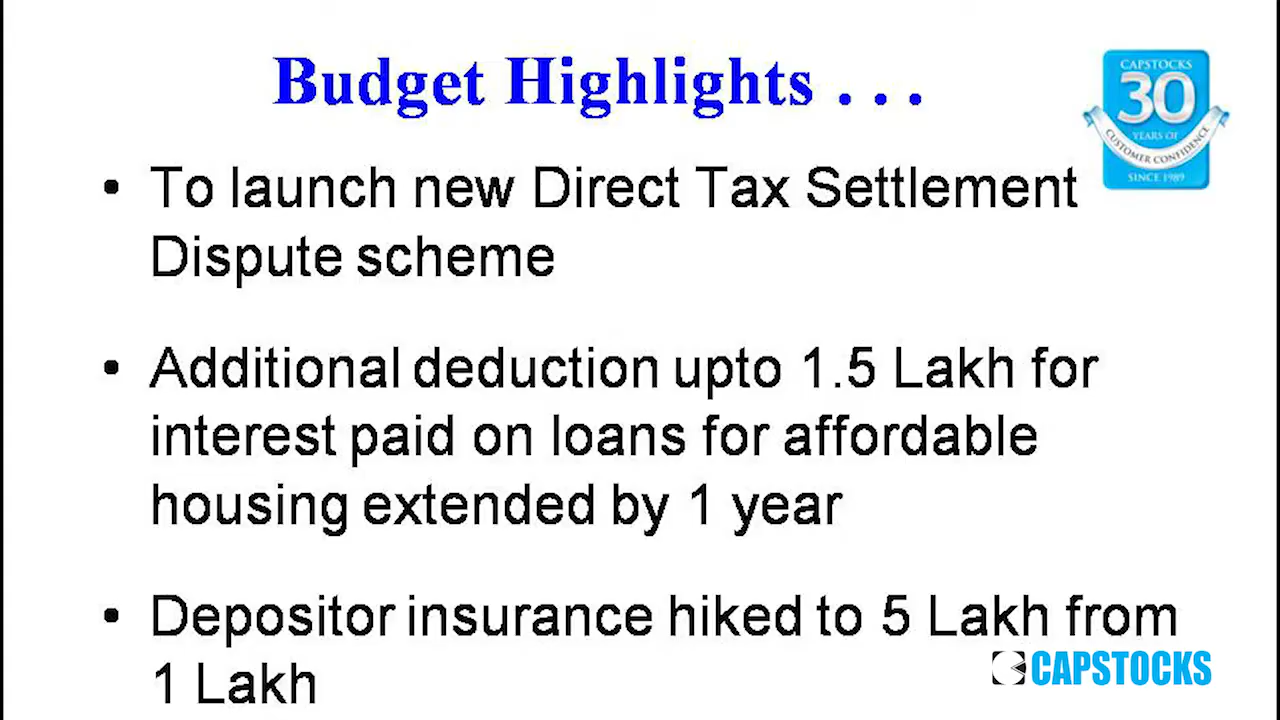 Budget Highlights . . .
CAPSTOCKS
30
YEARS OF
CUSTOMER CONFIDENCE
SINCE 1989
• To launch new Direct Tax Settlement
Dispute scheme
• Additional deduction upto 1.5 Lakh for
interest paid on loans for affordable
housing extended by 1 year
• Depositor insurance hiked to 5 Lakh from
1 Lakh
CAPSTOCKS